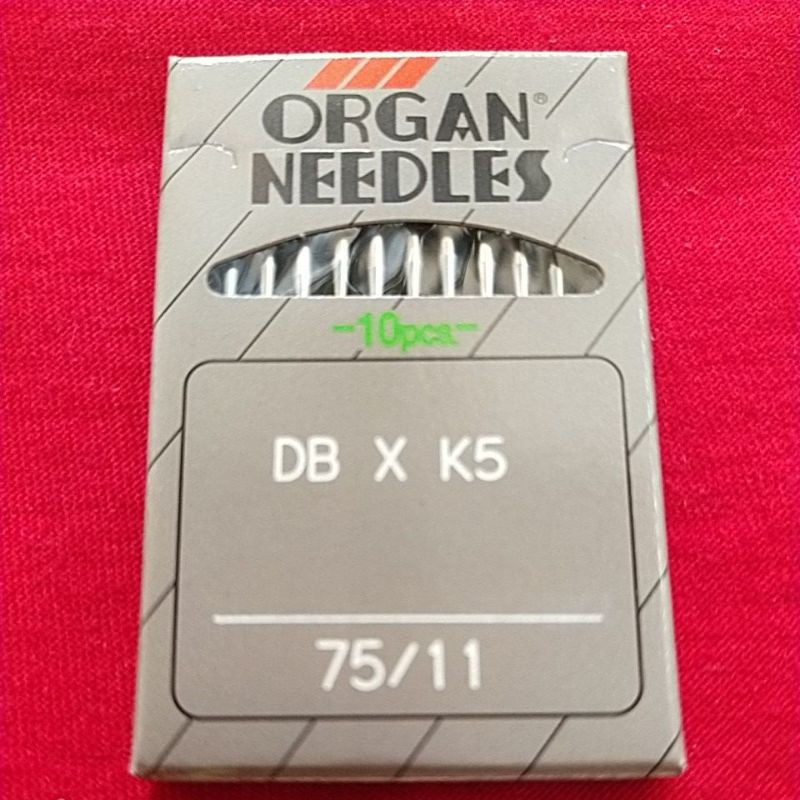 ORGAN®
NEEDLES
-10pcs-
DB X K5
75/11